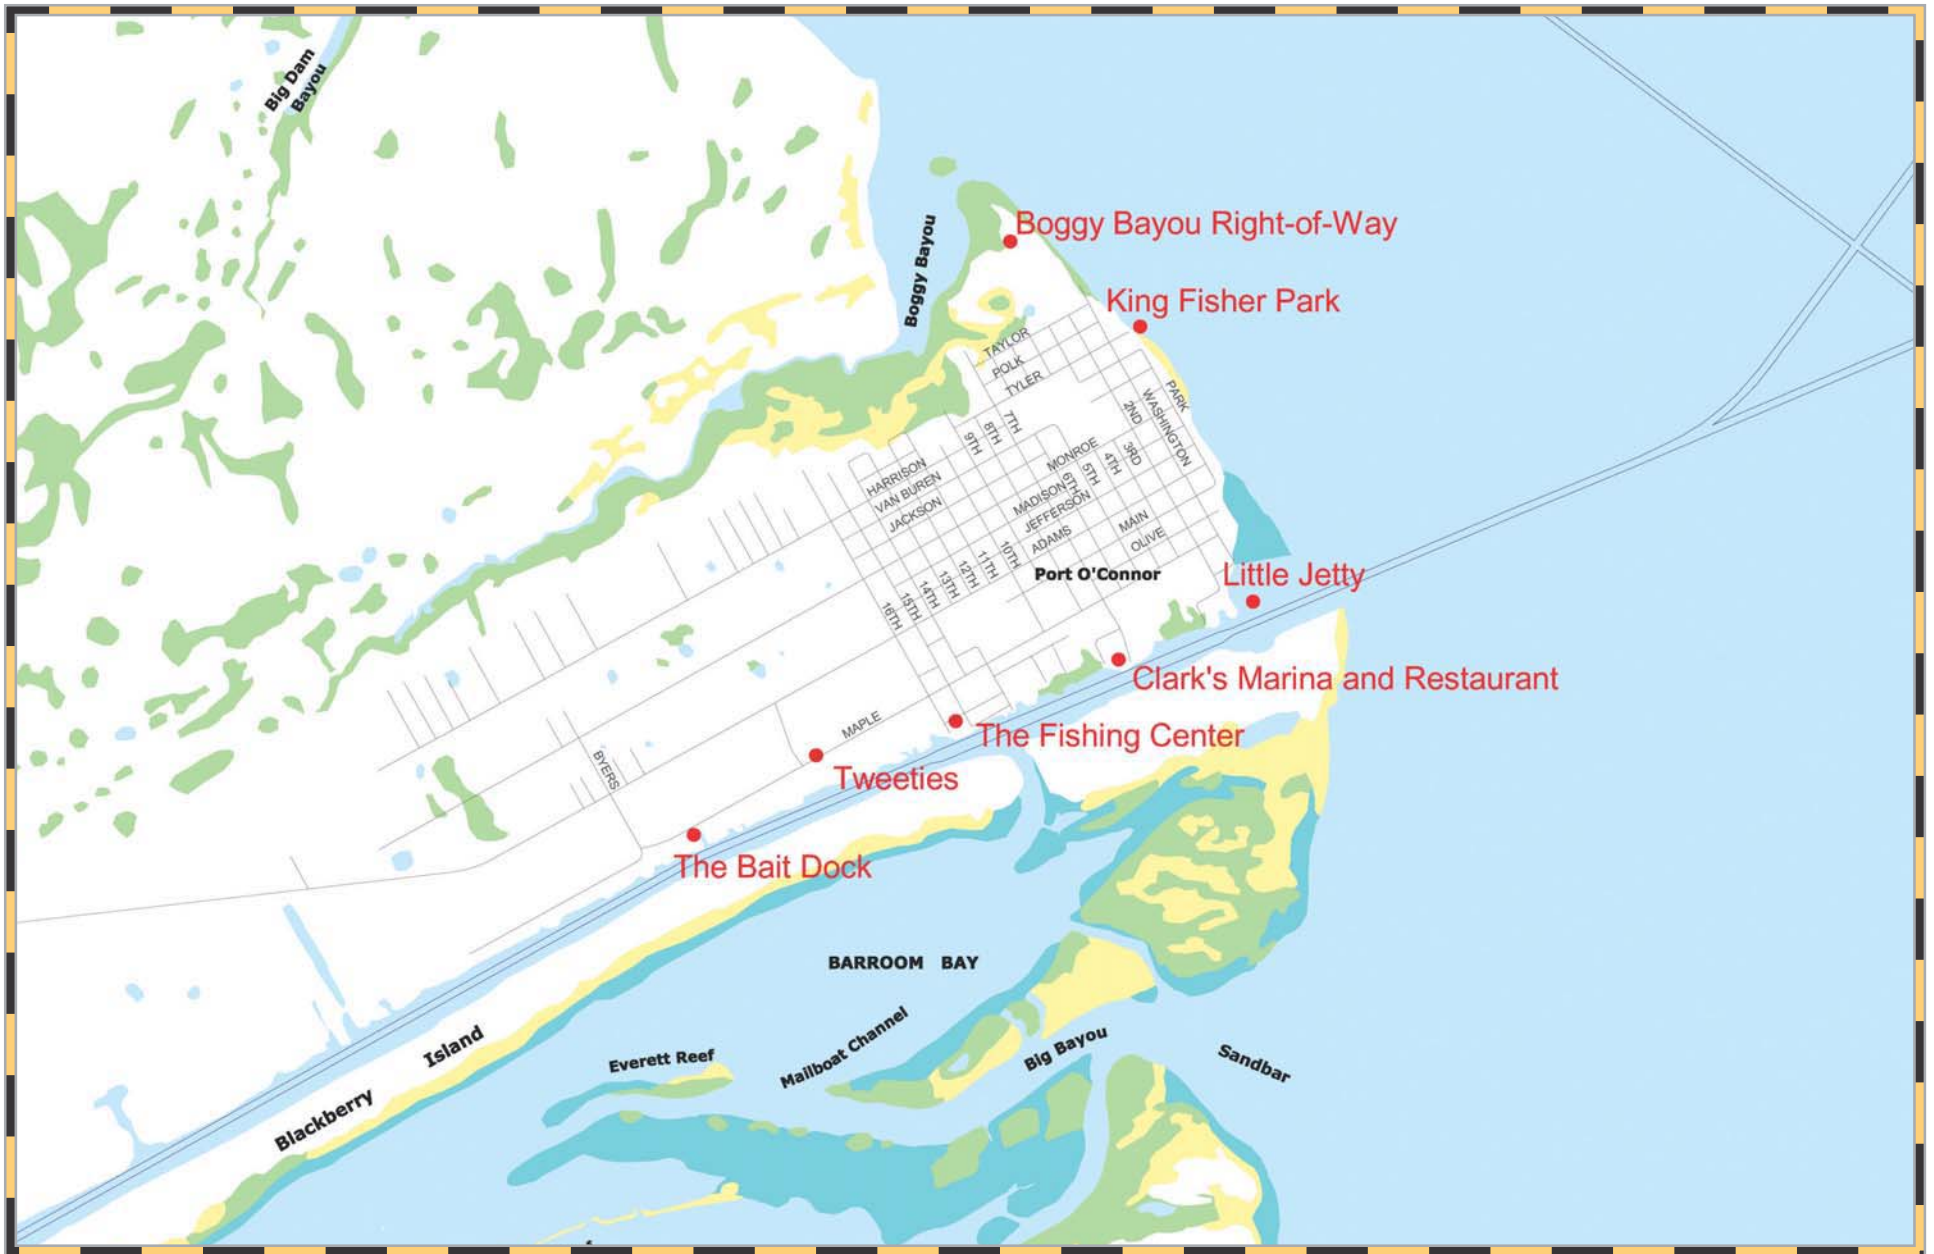 Big Dam
Bayou
Boggy Bayou
Boggy Bayou Right-of-Way
King Fisher Park
TAYLOR
POLK
TYLER
PARK
WASHINGTON
2ND
3RD
4TH
5TH
6TH
7TH
8TH
9TH
MONROE
HARRISON
VAN BUREN
JACKSON
MADISON
JEFFERSON
ADAMS
MAIN
OLIVE
10TH
11TH
12TH
13TH
14TH
15TH
16TH
Port O'Connor
Little Jetty
Clark's Marina and Restaurant
MAPLE
The Fishing Center
BYERS
Tweeties
The Bait Dock
BARROOM BAY
Mailboat Channel
Big Bayou
Sandbar
Everett Reef
Blackberry Island